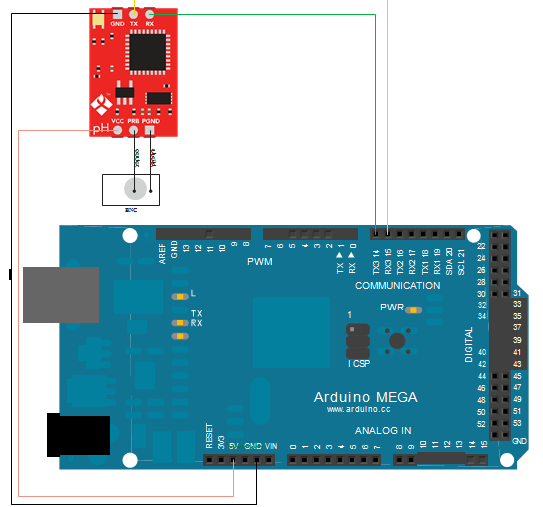 GND TX RX
pH VCC PRB PGND
BNC
AREF GND 13 12 11 10 9 8 7 6 5 4 3 2 1 0
TX3 14 RX3 15 TX2 16 RX2 17 TX1 18 RX1 19 SDA 20 SCL 21
PWM
TX RX
COMMUNICATION
22
24
26
28
30 31
32 33
34 35
37
39
40 41
42 43
44 45
46 47
48 49
50 51
52 53
GND
DIGITAL
L
TX
RX
PWR
1
ICSP
Arduino MEGA
www.arduino.cc
ANALOG IN
RESET 3V3 5V GND VIN
0 1 2 3 4 5 6 7 8 9 10 11 12 13 14 15